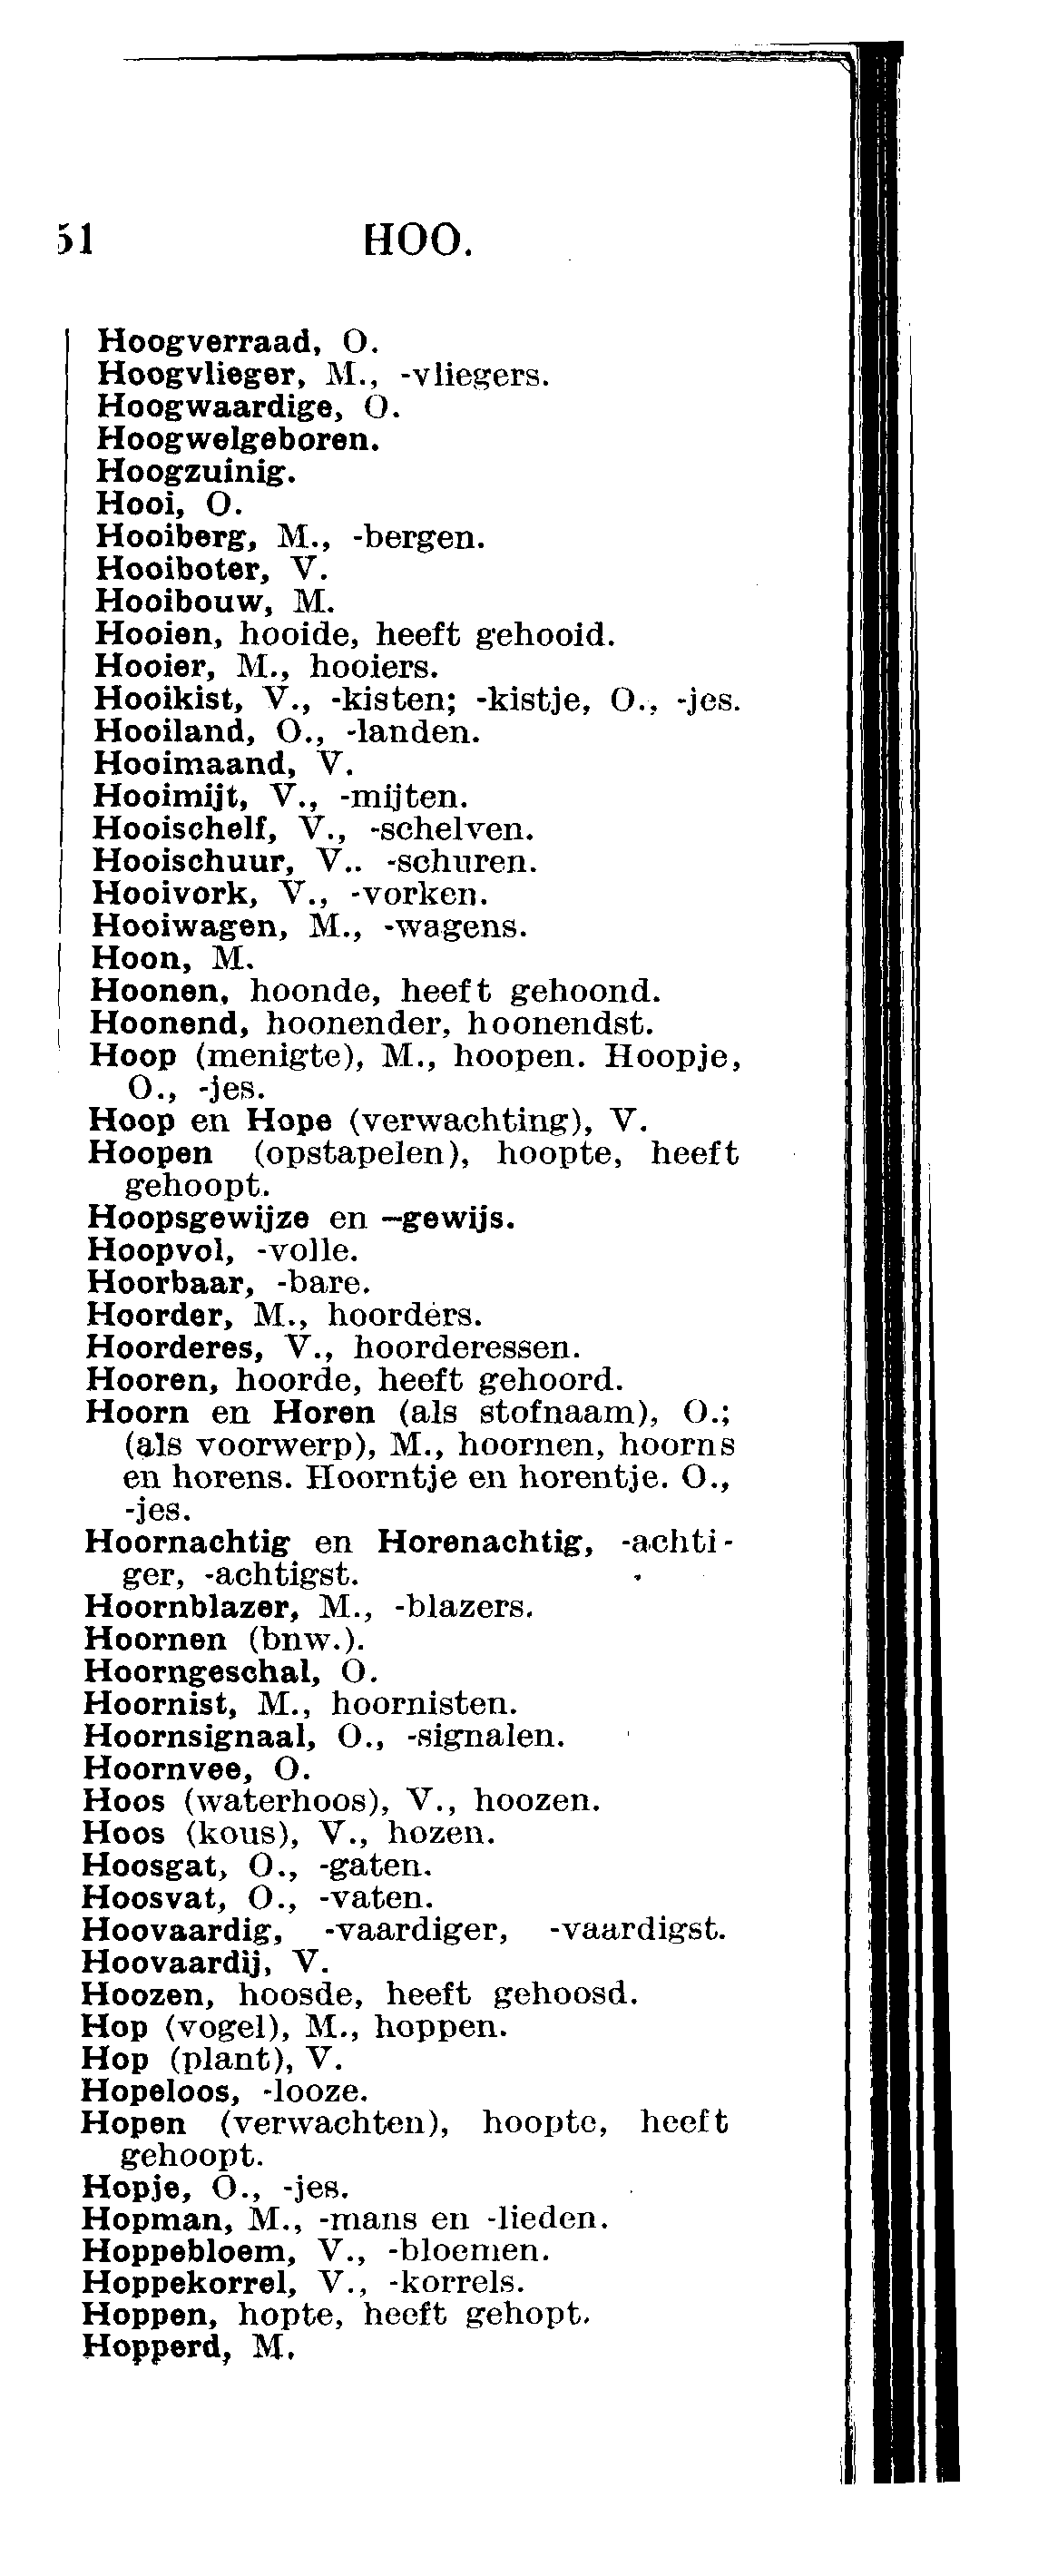 51 HOO.
Hoogverraad, O.
Hoogvlieger, M., -vliegers.
Hoogwaardige, O.
Hoogwelgeboren.
Hoogzuinig.
Hooi, O.
Hooiberg, M., -bergen.
Hooiboter, V.
Hooibouw, M.
Hooien, hooide, heeft gehooid.
Hooier, M., hooiers.
Hooikist, V., -kisten; -kistje, O., -jes.
Hooiland, O., -landen.
Hooimaand, V.
Hooimijt, V., -mijten.
Hooischelf, V., -schelven.
Hooischuur, V.. -schuren.
Hooivork, V., -vorken.
Hooiwagen, M., -wagens.
Hoon, M.
Hoonen, hoonde, heeft gehoond.
Hoonend, hoonender, hoonendst.
Hoop (menigte), M., hoopen. Hoopje,
O., -jes.
Hoop en Hope (verwachting), V.
Hoopen (opstapelen), hoopte, heeft
gehoopt.
Hoopsgewijze en —gewijs.
Hoopvol, -volle.
Hoorbaar, -bare.
Hoorder, M., hoorders.
Hoorderes, V., hoorderessen.
Hooren, hoorde, heeft gehoord.
Hoorn en Horen (als stofnaam), O.;
(als voorwerp), M., hoornen, hoorns
en horens. Hoorntje en horentje. O.,
-jes.
Hoornachtig en Horenachtig, -achti-
ger, -achtigst.
Hoornblazer, M., -blazers.
Hoornen (bnw.).
Hoorngeschal, O.
Hoornist, M., hoornisten.
Hoornsignaal, O., -signalen.
Hoornvee, O.
Hoos (waterhoos), V., hoozen.
Hoos (kous), V., hozen.
Hoosgat, O., -gaten.
Hoosvat, O., -vaten.
Hoovaardig, -vaardiger, -vaardigst.
Hoovaardij, V.
Hoozen, hoosde, heeft gehoosd.
Hop (vogel), M., hoppen.
Hop (plant), V.
Hopeloos, -looze.
Hopen (verwachten), hoopte, heeft
gehoopt.
Hopje, O., -jes.
Hopman, M., -mans en -lieden.
Hoppebloem, V., -bloemen.
Hoppekorrel, V., -korrels.
Hoppen, hopte, heeft gehopt.
Hopperd, M.